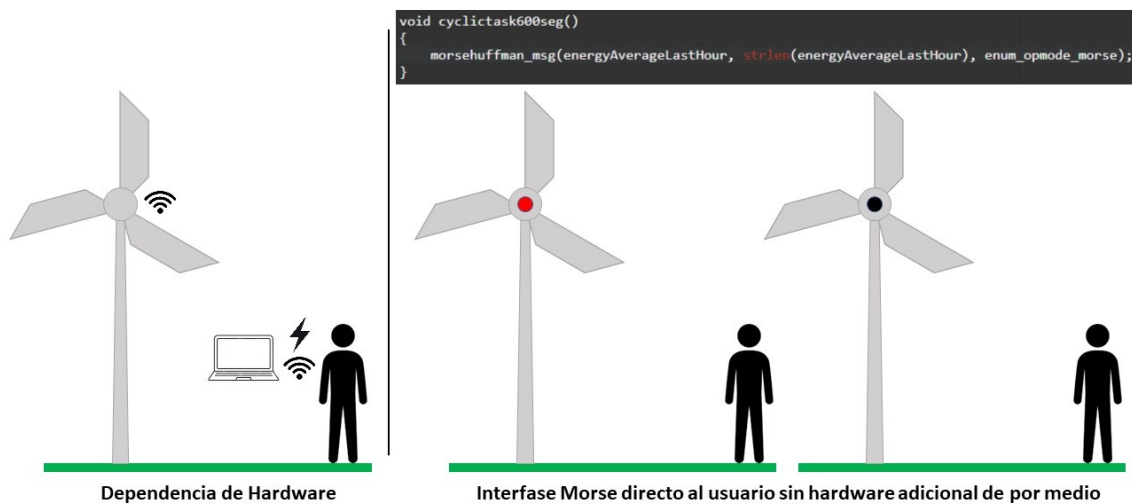 void cyclictask600seg()
{
    morsehuffman_msg(energyAverageLastHour, strlen(energyAverageLastHour), enum_opmode_morse);
}
Dependencia de Hardware
Interfase Morse directo al usuario sin hardware adicional de por medio